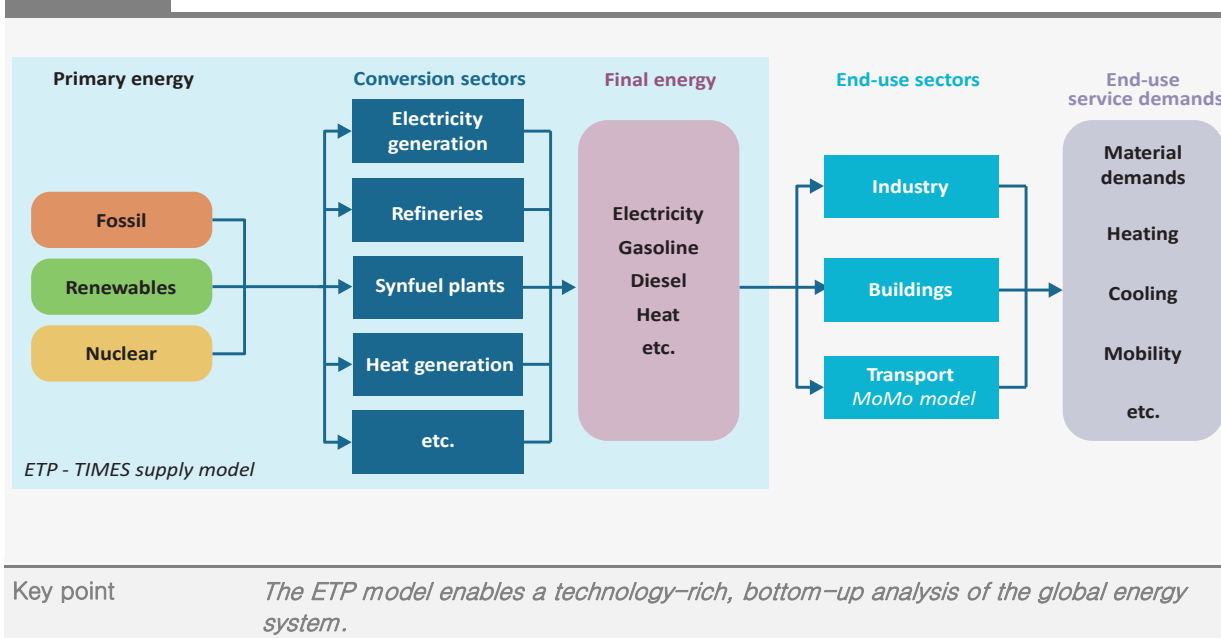 Primary energy
Conversion sectors
Final energy
End-use sectors
End-use
service demands
Fossil
Renewables
Nuclear
Electricity
generation
Refineries
Synfuel plants
Heat generation
etc.
Electricity
Gasoline
Diesel
Heat
etc.
Industry
Buildings
Transport
MoMo model
Material
demands
Heating
Cooling
Mobility
etc.
ETP - TIMES supply model
Key point
The ETP model enables a technology-rich, bottom-up analysis of the global energy
system.